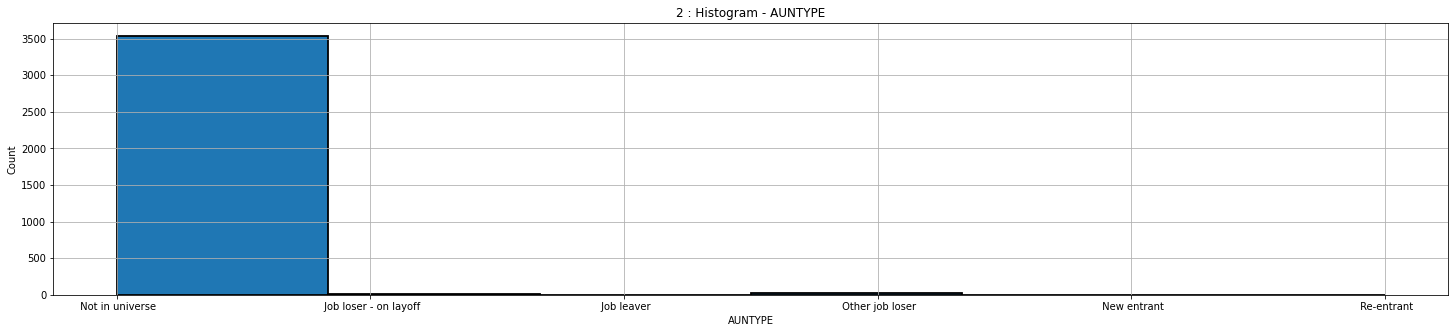 2 : Histogram - AUNTYPE
3500
3000
2500
2000
1500
1000
500
0
Count
Not in universe Job loser - on layoff Job leaver Other job loser New entrant Re-entrant
AUNTYPE